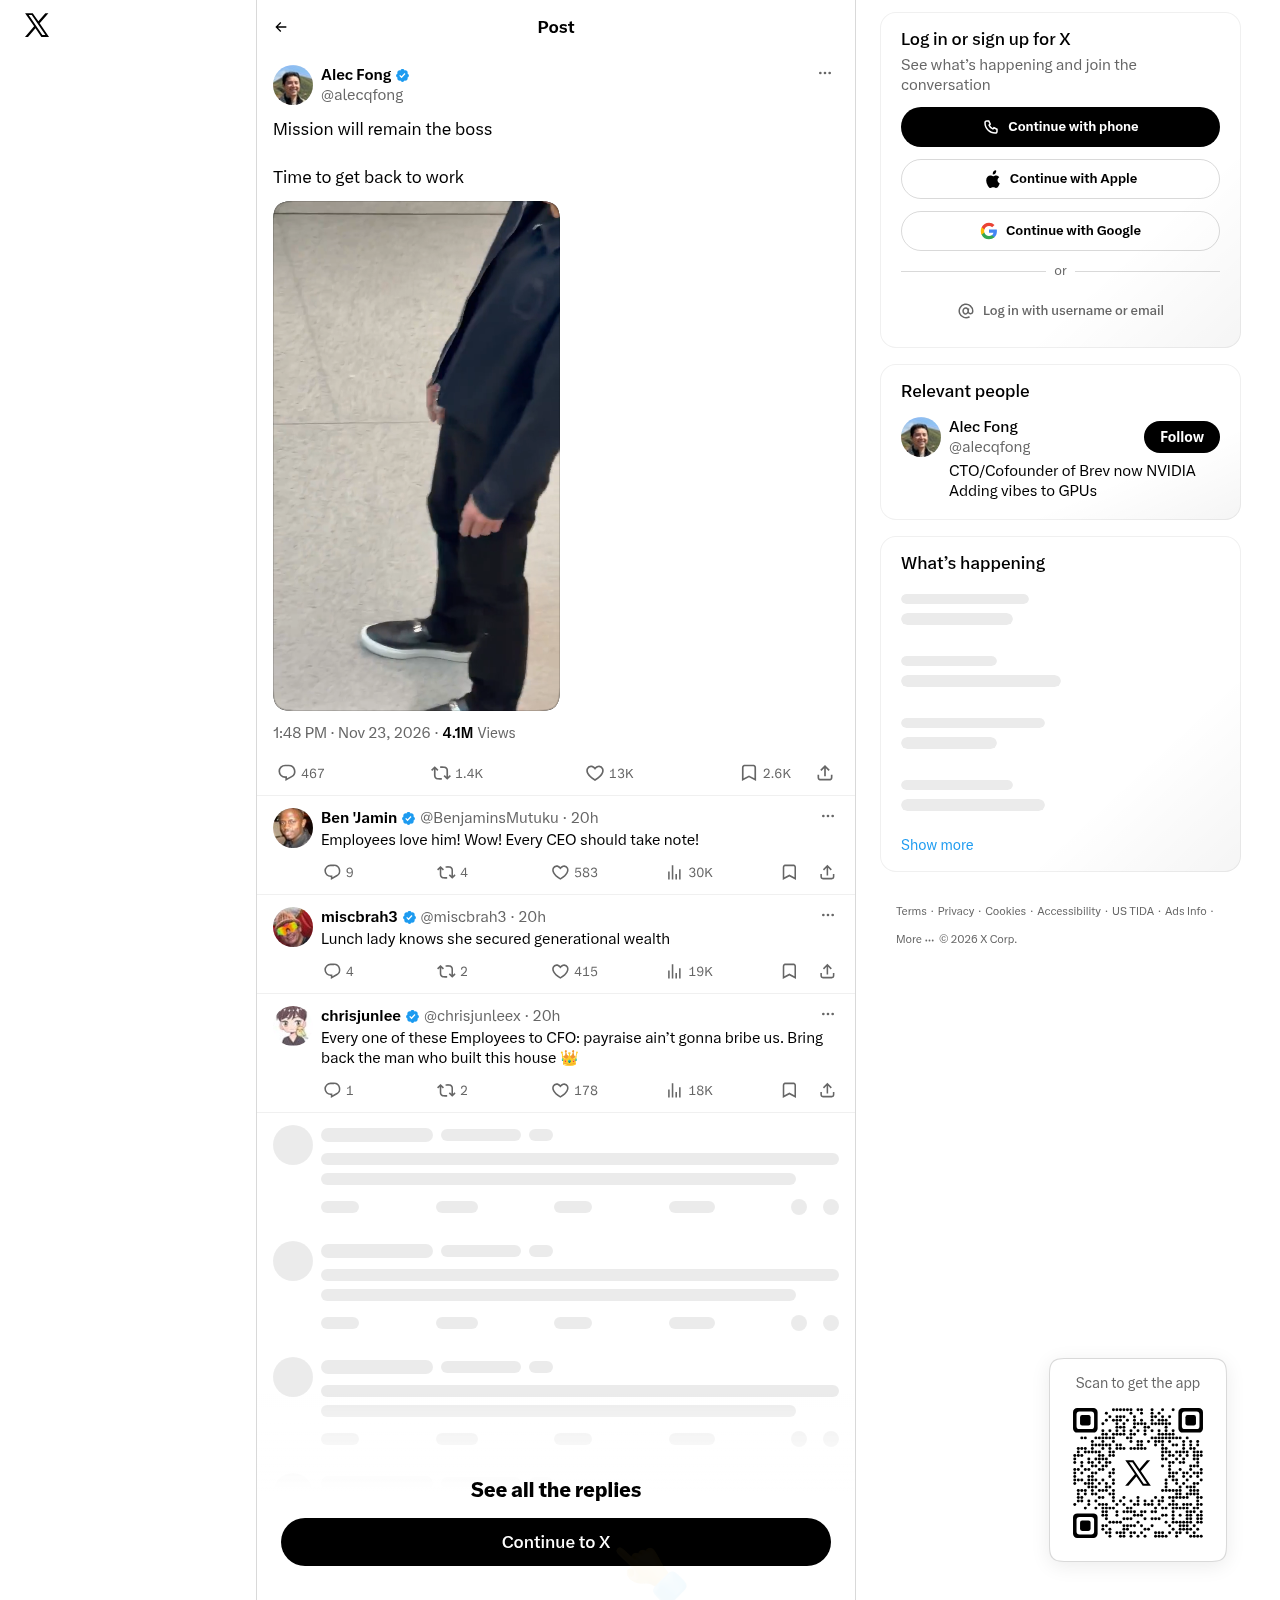 Post
Alec Fong
@alecqfong
Mission will remain the boss
Time to get back to work
1:48 PM · Nov 23, 2026 · 4.1M Views
467 1.4K 13K 2.6K
Ben 'Jamin @BenjaminsMutuku · 20h
Employees love him! Wow! Every CEO should take note!
9 4 583 30K
miscbrah3 @miscbrah3 · 20h
Lunch lady knows she secured generational wealth
4 2 415 19K
chrisjunlee @chrisjunleex · 20h
Every one of these Employees to CFO: payraise ain’t gonna bribe us. Bring
back the man who built this house 👑
1 2 178 18K
See all the replies
Continue to X
Log in or sign up for X
See what’s happening and join the
conversation
Continue with phone
Continue with Apple
Continue with Google
or
Log in with username or email
Relevant people
Alec Fong
@alecqfong
Follow
CTO/Cofounder of Brev now NVIDIA
Adding vibes to GPUs
What’s happening
Show more
Terms · Privacy · Cookies · Accessibility · US TIDA · Ads Info ·
More ··· © 2026 X Corp.
Scan to get the app